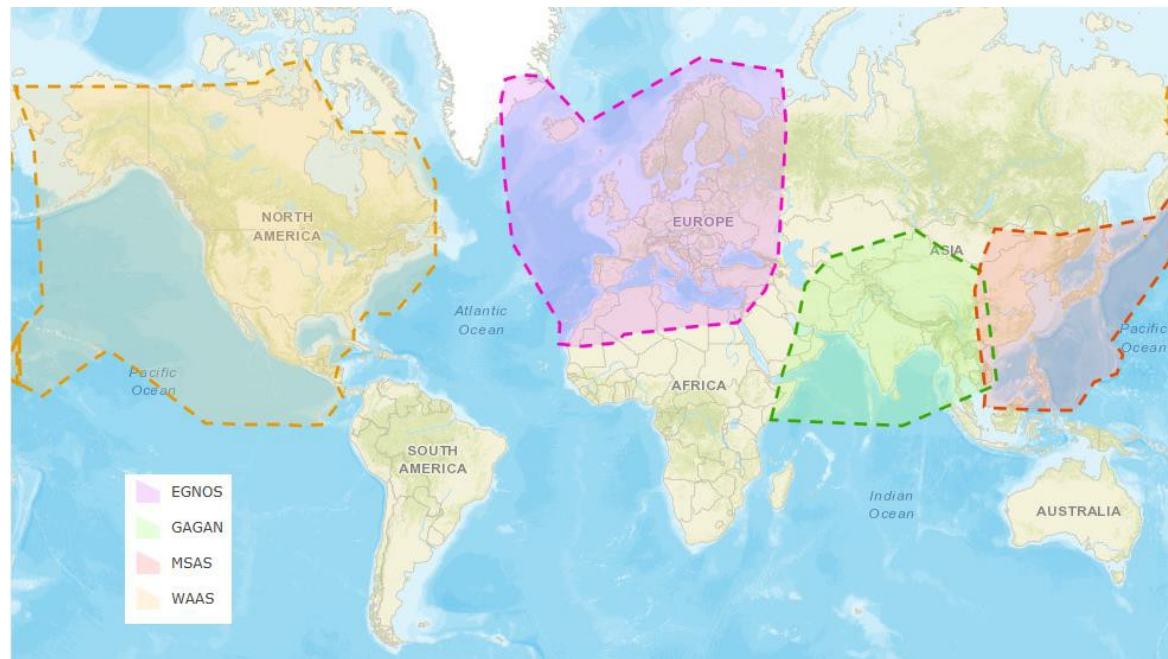 NORTH
AMERICA
EUROPE
ASIA
Atlantic
Ocean
Pacific
Ocean
Pacific
Ocean
AFRICA
SOUTH
AMERICA
Indian
Ocean
AUSTRALIA
EGNOS
GAGAN
MSAS
WAAS